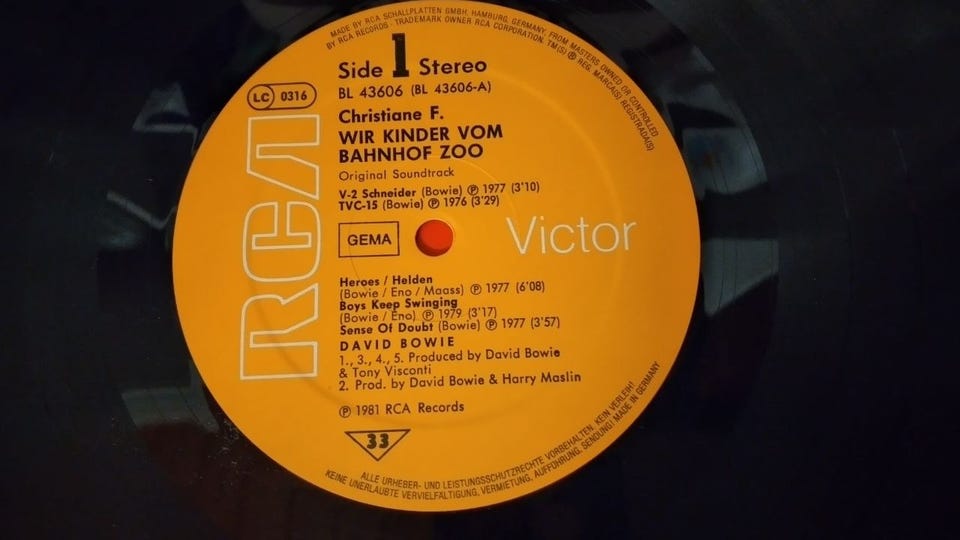 MADE BY RCA SCHALLPLATTEN GMBH, HAMBURG, GERMANY, FROM MASTERS OWNED OR CONTROLLED
BY RCA RECORDS · TRADEMARK OWNER RCA CORPORATION. TM(S) ® REG. MARCA(S) REGISTRADA(S)
Side 1 Stereo
BL 43606 (BL 43606-A)
LC 0316
RCA
Christiane F.
WIR KINDER VOM
BAHNHOF ZOO
Original Soundtrack
V-2 Schneider (Bowie) ℗ 1977 (3'10)
TVC-15 (Bowie) ℗ 1976 (3'29)
GEMA
Victor
Heroes / Helden
(Bowie / Eno / Maass) ℗ 1977 (6'08)
Boys Keep Swinging
(Bowie / Eno) ℗ 1979 (3'17)
Sense Of Doubt (Bowie) ℗ 1977 (3'57)
DAVID BOWIE
1., 3., 4., 5. Produced by David Bowie
& Tony Visconti
2. Prod. by David Bowie & Harry Maslin
℗ 1981 RCA Records
33
ALLE URHEBER- UND LEISTUNGSSCHUTZRECHTE VORBEHALTEN. KEIN VERLEIH!
KEINE UNERLAUBTE VERVIELFÄLTIGUNG, VERMIETUNG, AUFFÜHRUNG, SENDUNG! MADE IN GERMANY